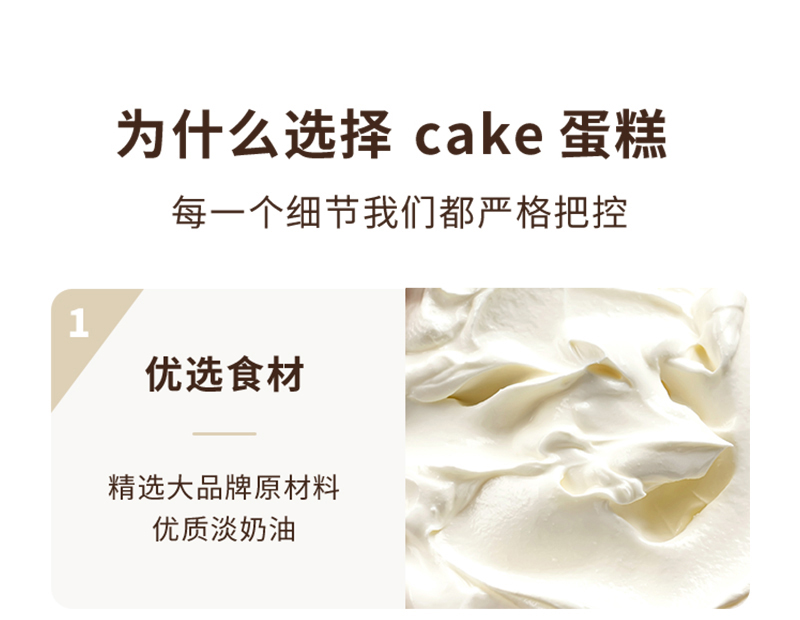 为什么选择 cake 蛋糕
每一个细节我们都严格把控
1
优选食材
精选大品牌原材料
优质淡奶油